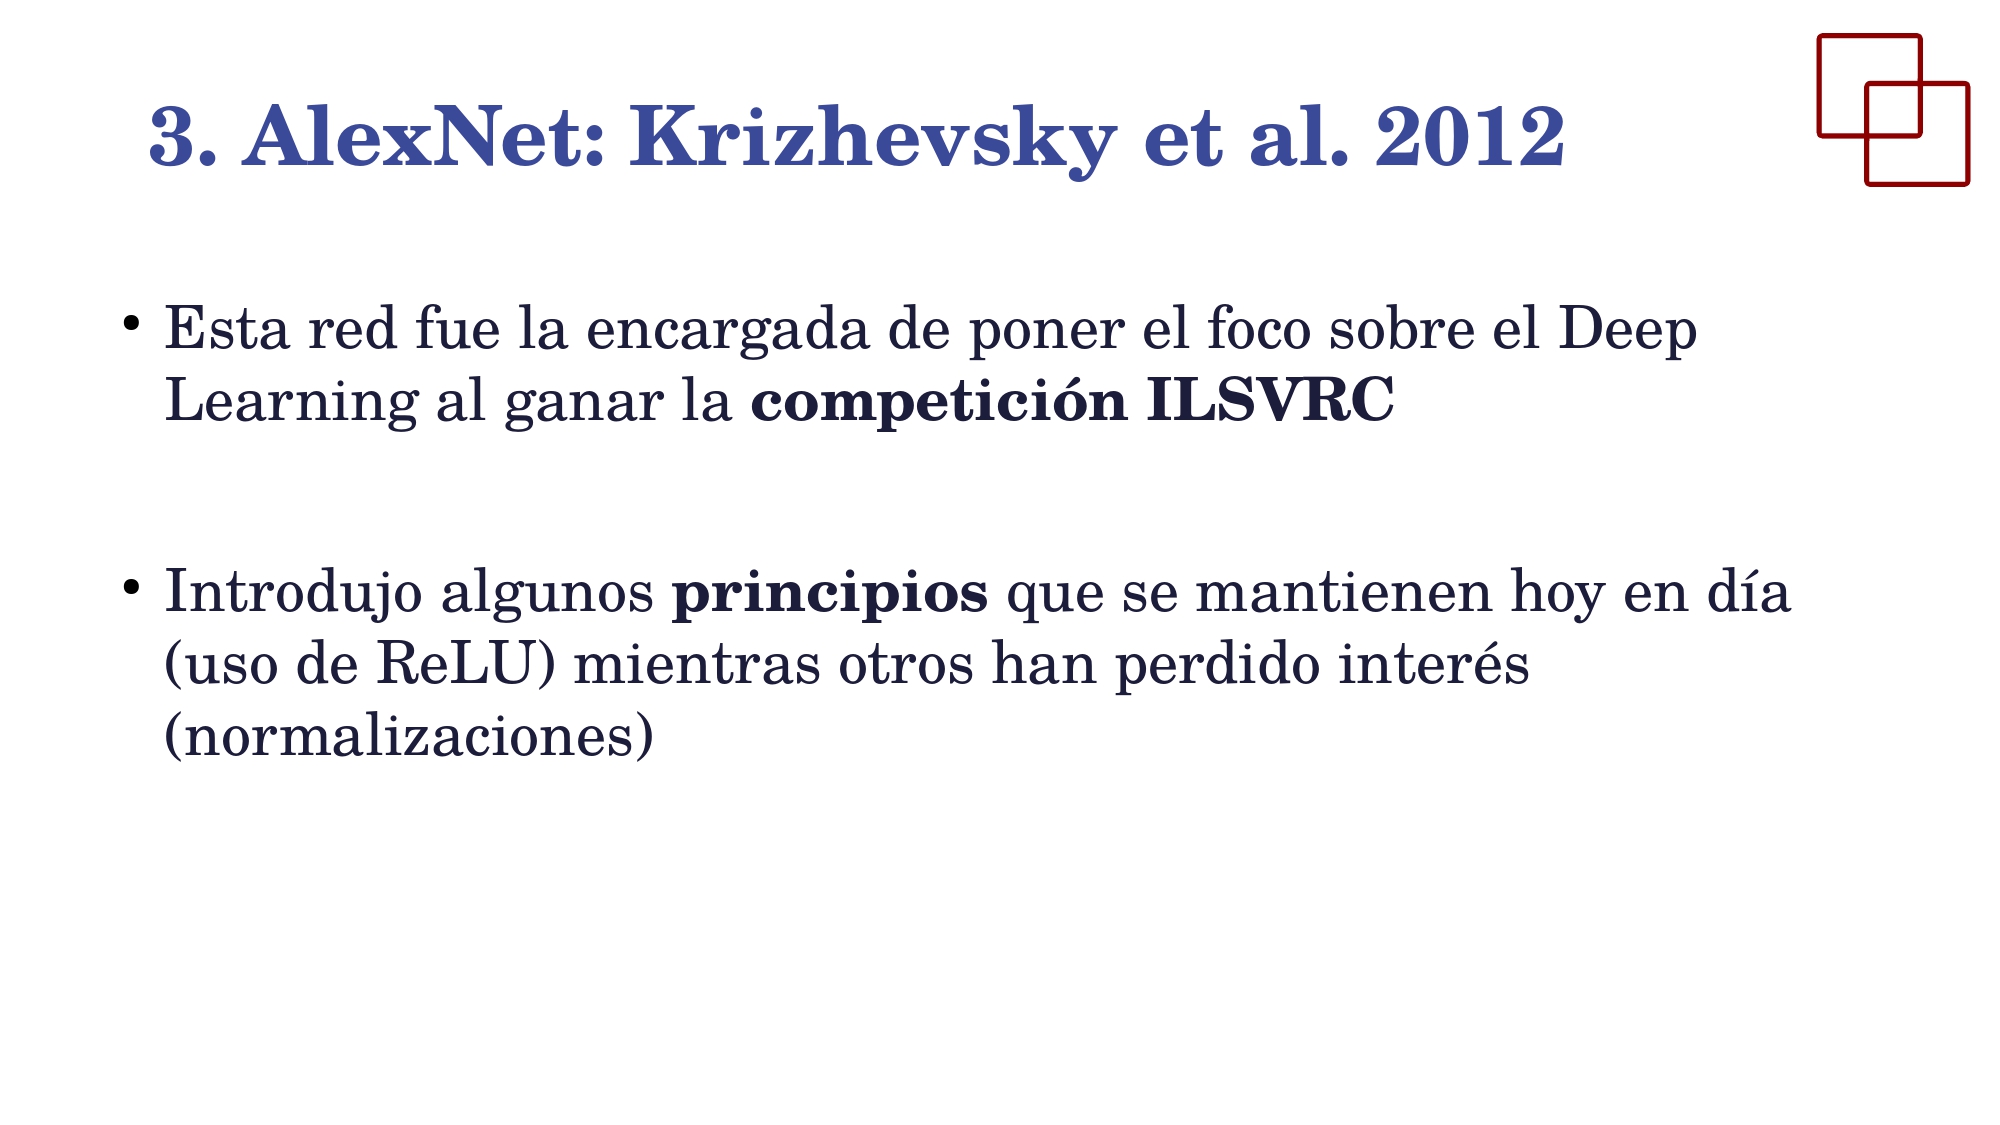 3. AlexNet: Krizhevsky et al. 2012
• Esta red fue la encargada de poner el foco sobre el Deep
Learning al ganar la competición ILSVRC
• Introdujo algunos principios que se mantienen hoy en día
(uso de ReLU) mientras otros han perdido interés
(normalizaciones)